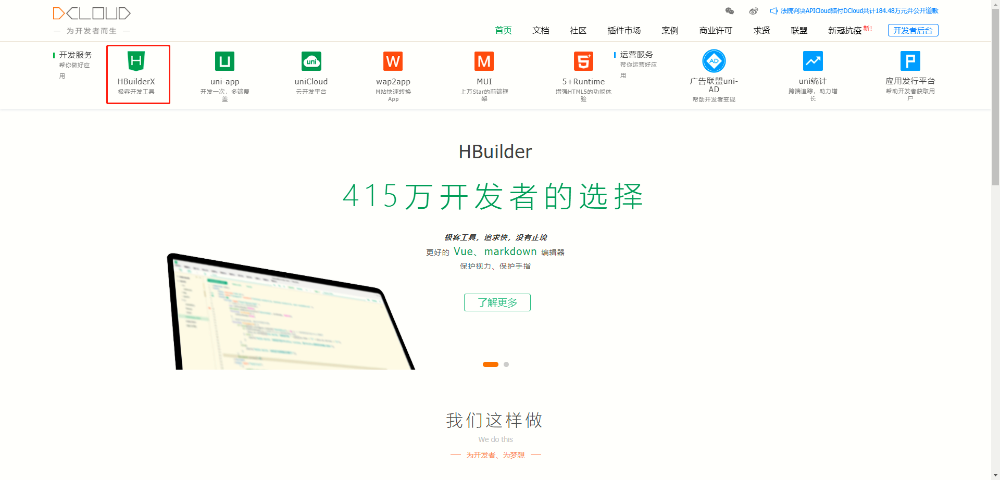 DCLOUD
为开发者而生
法院判决APICloud赔付DCloud共计184.48万元并公开道歉
首页 文档 社区 插件市场 案例 商业许可 求贤 联盟 新冠抗疫 新! 开发者后台
开发服务
帮你做好应
用
H
HBuilderX
极客开发工具
U
uni-app
开发一次，多端覆
盖
uni
uniCloud
云开发平台
W
wap2app
M站快速转换
App
M
MUI
上万Star的前端框
架
5+
5+Runtime
增强HTML5的功能体
验
运营服务
帮你运营好应
用
AD
广告联盟uni-
AD
帮助开发者变现
uni统计
跨端追踪，助力增
长
P
应用发行平台
帮助开发者获取用
户
HBuilder
415万开发者的选择
极客工具，追求快，没有止境
更好的 Vue、markdown 编辑器
保护视力、保护手指
了解更多
我们这样做
We do this
为开发者、为梦想